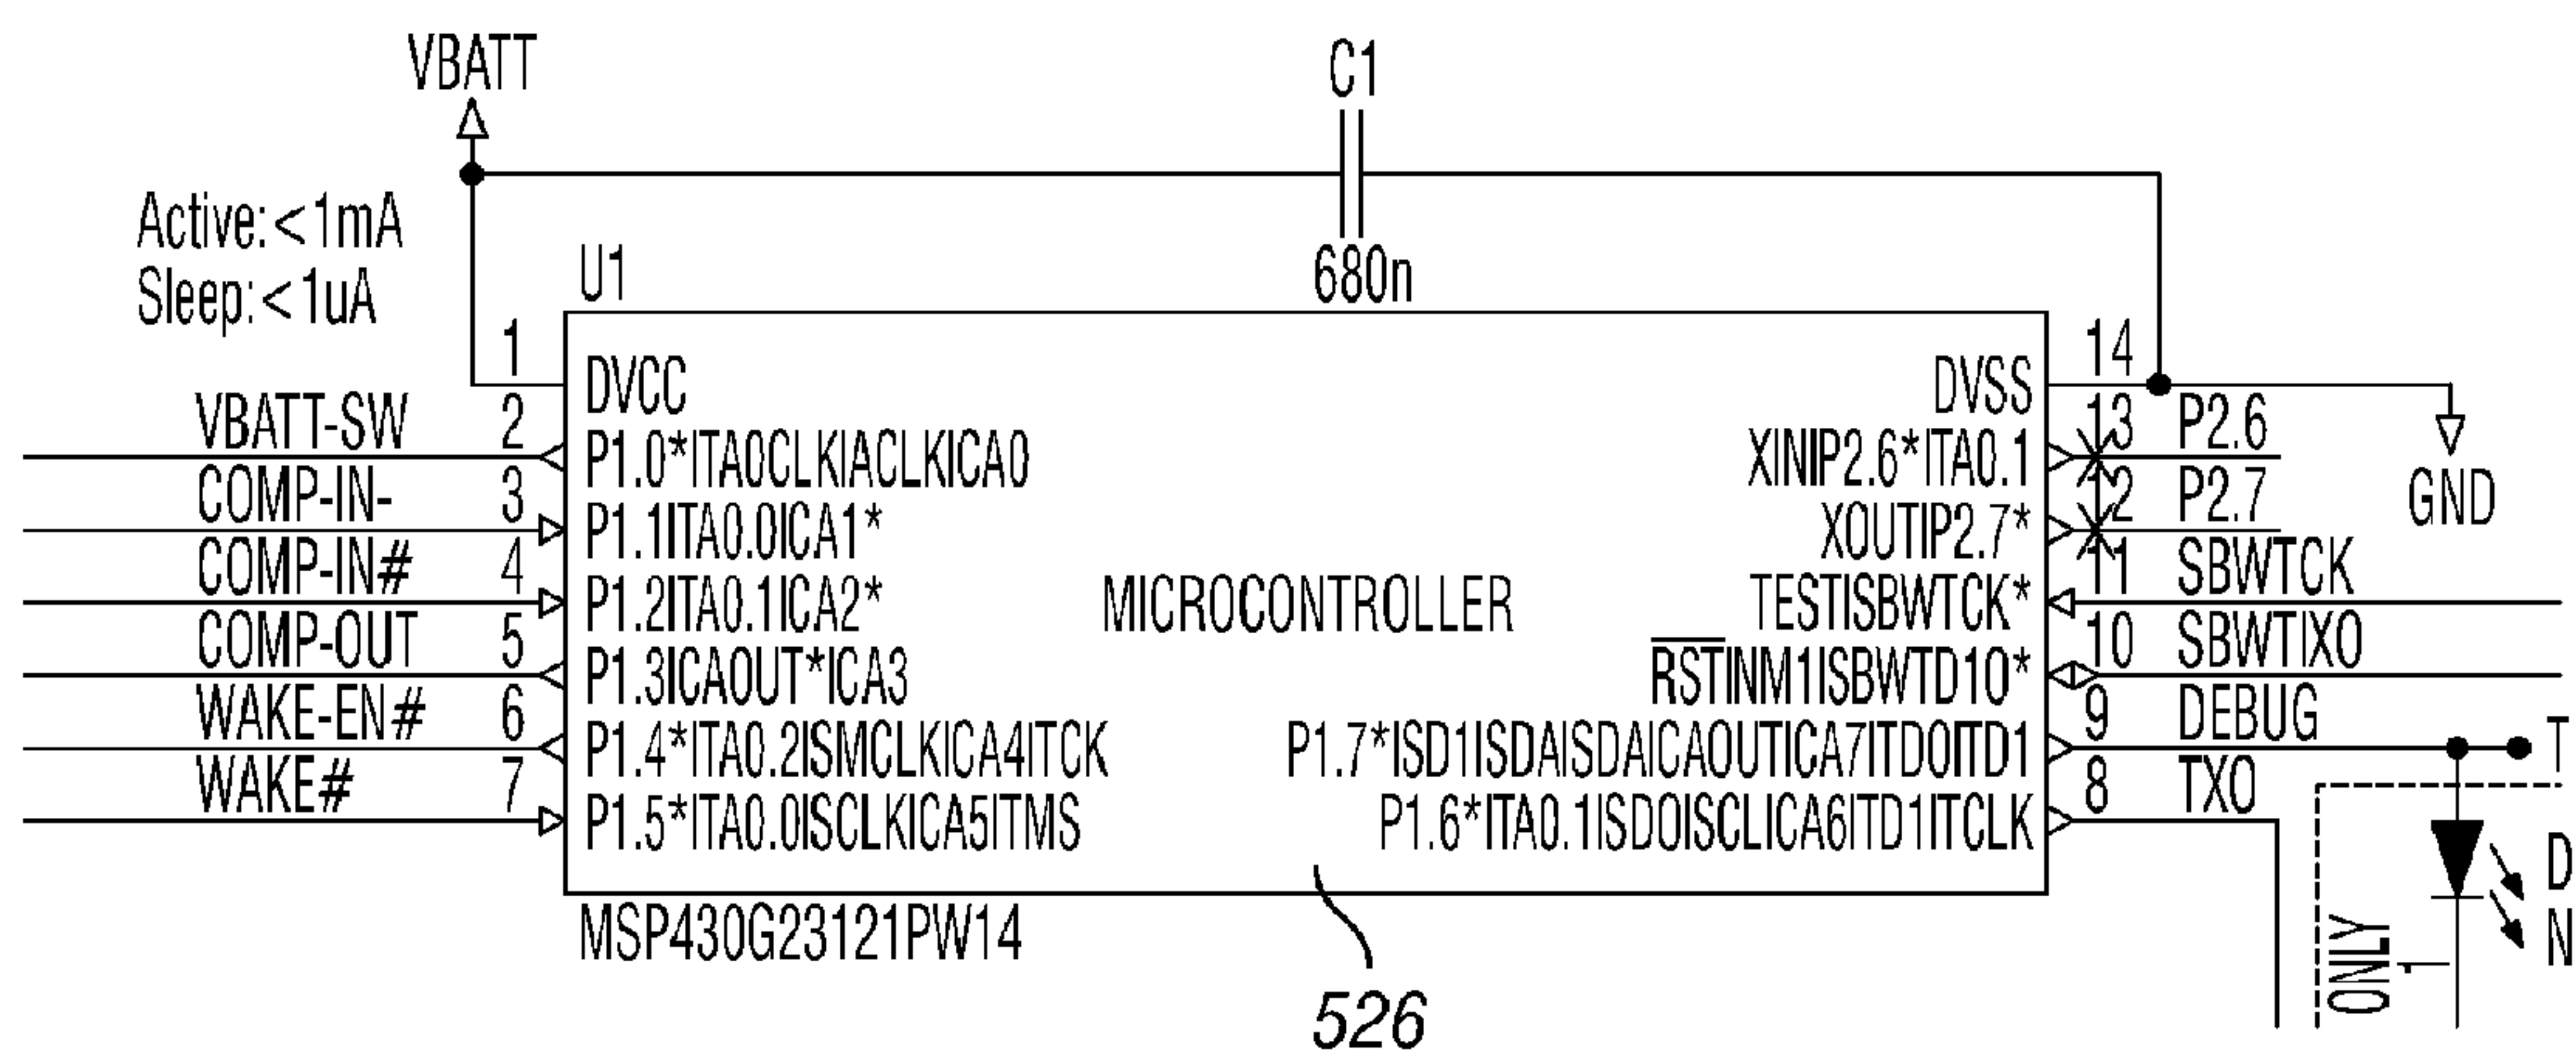 VBATT
C1
Active:<1mA
Sleep:<1uA
U1
680n
1
DVCC
DVSS
14
VBATT-SW 2
P1.0*ITA0CLKIACLKICA0
XINIP2.6*ITA0.1
13 P2.6
COMP-IN- 3
P1.1ITA0.0ICA1*
XOUTIP2.7*
12 P2.7
GND
COMP-IN# 4
P1.2ITA0.1ICA2*
MICROCONTROLLER
TESTISBWTCK*
11 SBWTCK
COMP-OUT 5
P1.3ICAOUT*ICA3
RSTINM1ISBWTD10*
10 SBWTIXO
WAKE-EN# 6
P1.4*ITA0.2ISMCLKICA4ITCK
P1.7*ISD1ISDAISDAICAOUTICA7ITDOITD1
9 DEBUG
T
WAKE# 7
P1.5*ITA0.0ISCLKICA5ITMS
P1.6*ITA0.1ISDOISCLICA6ITD1ITCLK
8 TXO
D
N
ONLY
1
MSP430G23121PW14
526